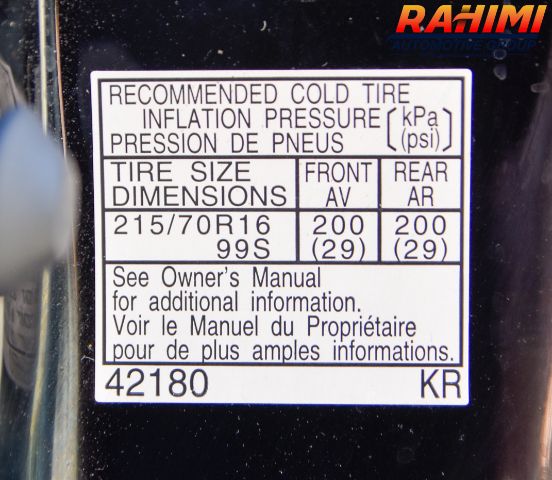 RAHIMI
AUTOMOTIVE GROUP
RECOMMENDED COLD TIRE
INFLATION PRESSURE [kPa
(psi)]
PRESSION DE PNEUS
TIRE SIZE
DIMENSIONS
FRONT
AV
REAR
AR
215/70R16
99S
200
(29)
200
(29)
See Owner's Manual
for additional information.
Voir le Manuel du Propriétaire
pour de plus amples informations.
42180 KR